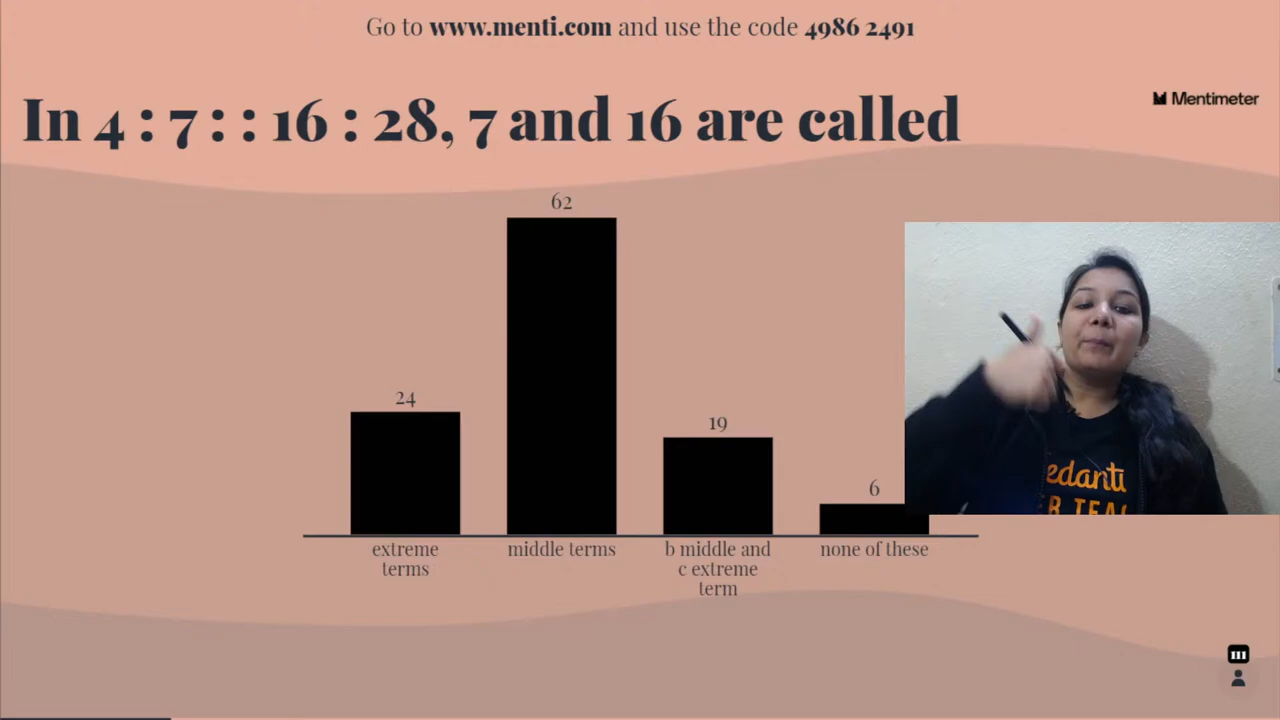 Go to www.menti.com and use the code 4986 2491
Mentimeter
In 4 : 7 : : 16 : 28, 7 and 16 are called
62
24
19
6
extreme
terms
middle terms
b middle and
c extreme
term
none of these
edanti